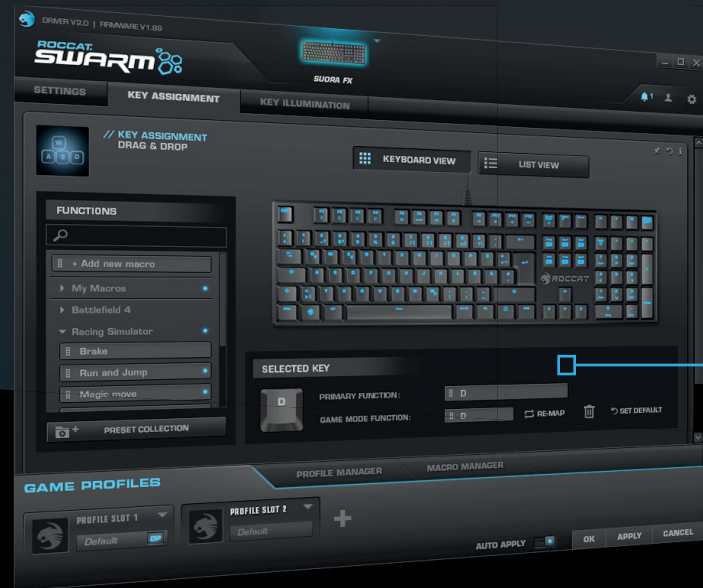 DRIVER V2.0 | FIRMWARE V1.89
ROCCAT
SWARM
SUORA FX
1
SETTINGS
KEY ASSIGNMENT
KEY ILLUMINATION
// KEY ASSIGNMENT
DRAG & DROP
KEYBOARD VIEW
LIST VIEW
W
A S D
FUNCTIONS
+ Add new macro
My Macros
Battlefield 4
Racing Simulator
Brake
Run and Jump
Magic move
PRESET COLLECTION
ROCCAT
SELECTED KEY
D
PRIMARY FUNCTION:
D
GAME MODE FUNCTION:
D
RE-MAP
SET DEFAULT
GAME PROFILES
PROFILE MANAGER
MACRO MANAGER
PROFILE SLOT 1
Default
DP
PROFILE SLOT 2
Default
AUTO APPLY
OK
APPLY
CANCEL